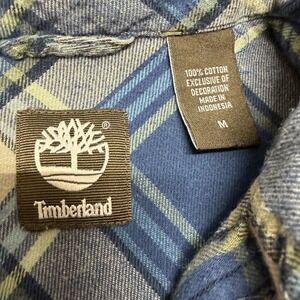 ®
Timberland
100% COTTON
EXCLUSIVE OF
DECORATION
MADE IN
INDONESIA
M